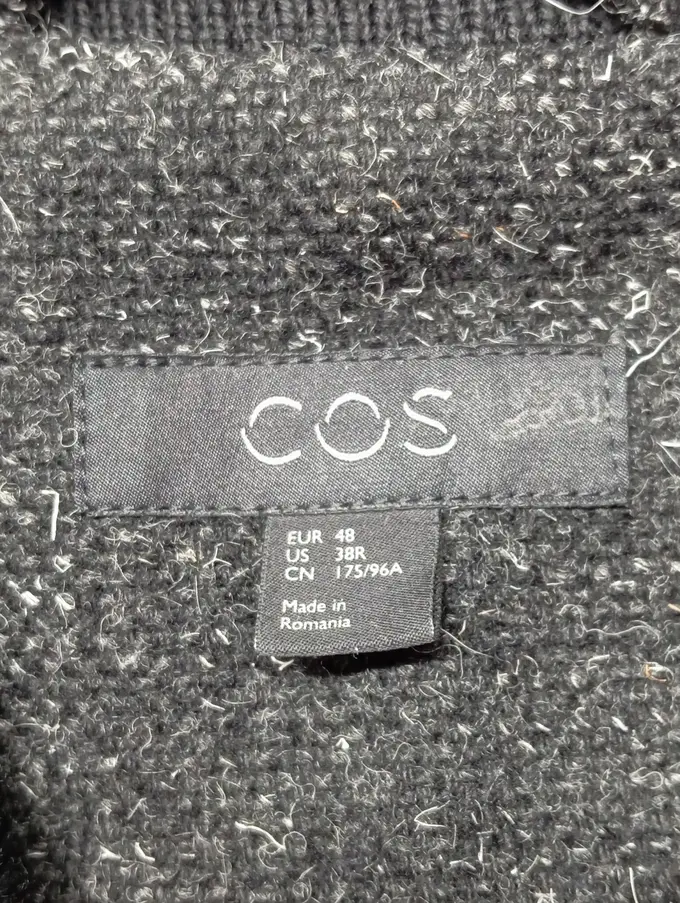 COS
EUR 48
US 38R
CN 175/96A
Made in
Romania